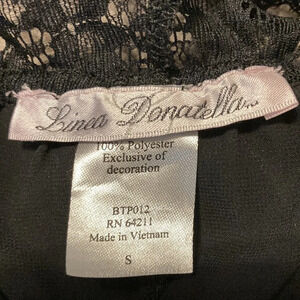 Linea Donatella
100% Polyester
Exclusive of
decoration
BTP012
RN 64211
Made in Vietnam
S